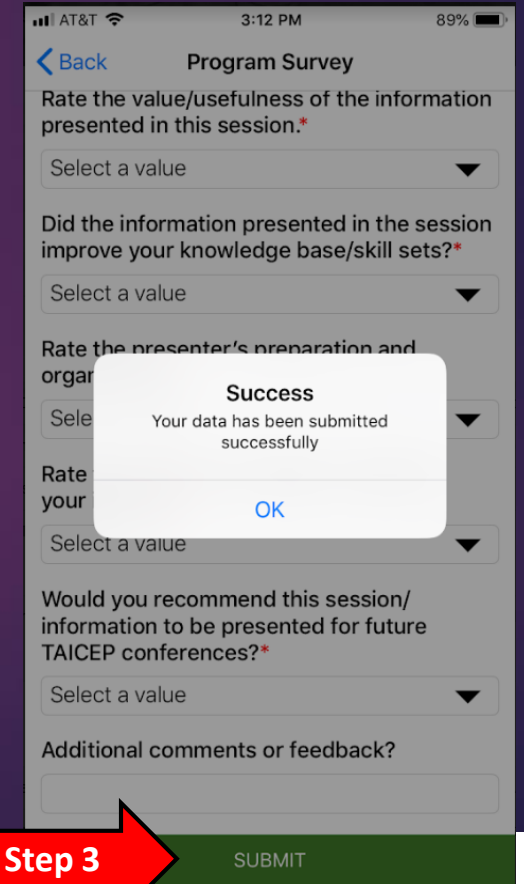 AT&T 3:12 PM 89%
Back Program Survey
Rate the value/usefulness of the information
presented in this session.*
Select a value
Did the information presented in the session
improve your knowledge base/skill sets?*
Select a value
Rate the presenter's preparation and
organ
Sele
Success
Your data has been submitted
successfully
OK
Rate
your
Select a value
Would you recommend this session/
information to be presented for future
TAICEP conferences?*
Select a value
Additional comments or feedback?
Step 3
SUBMIT